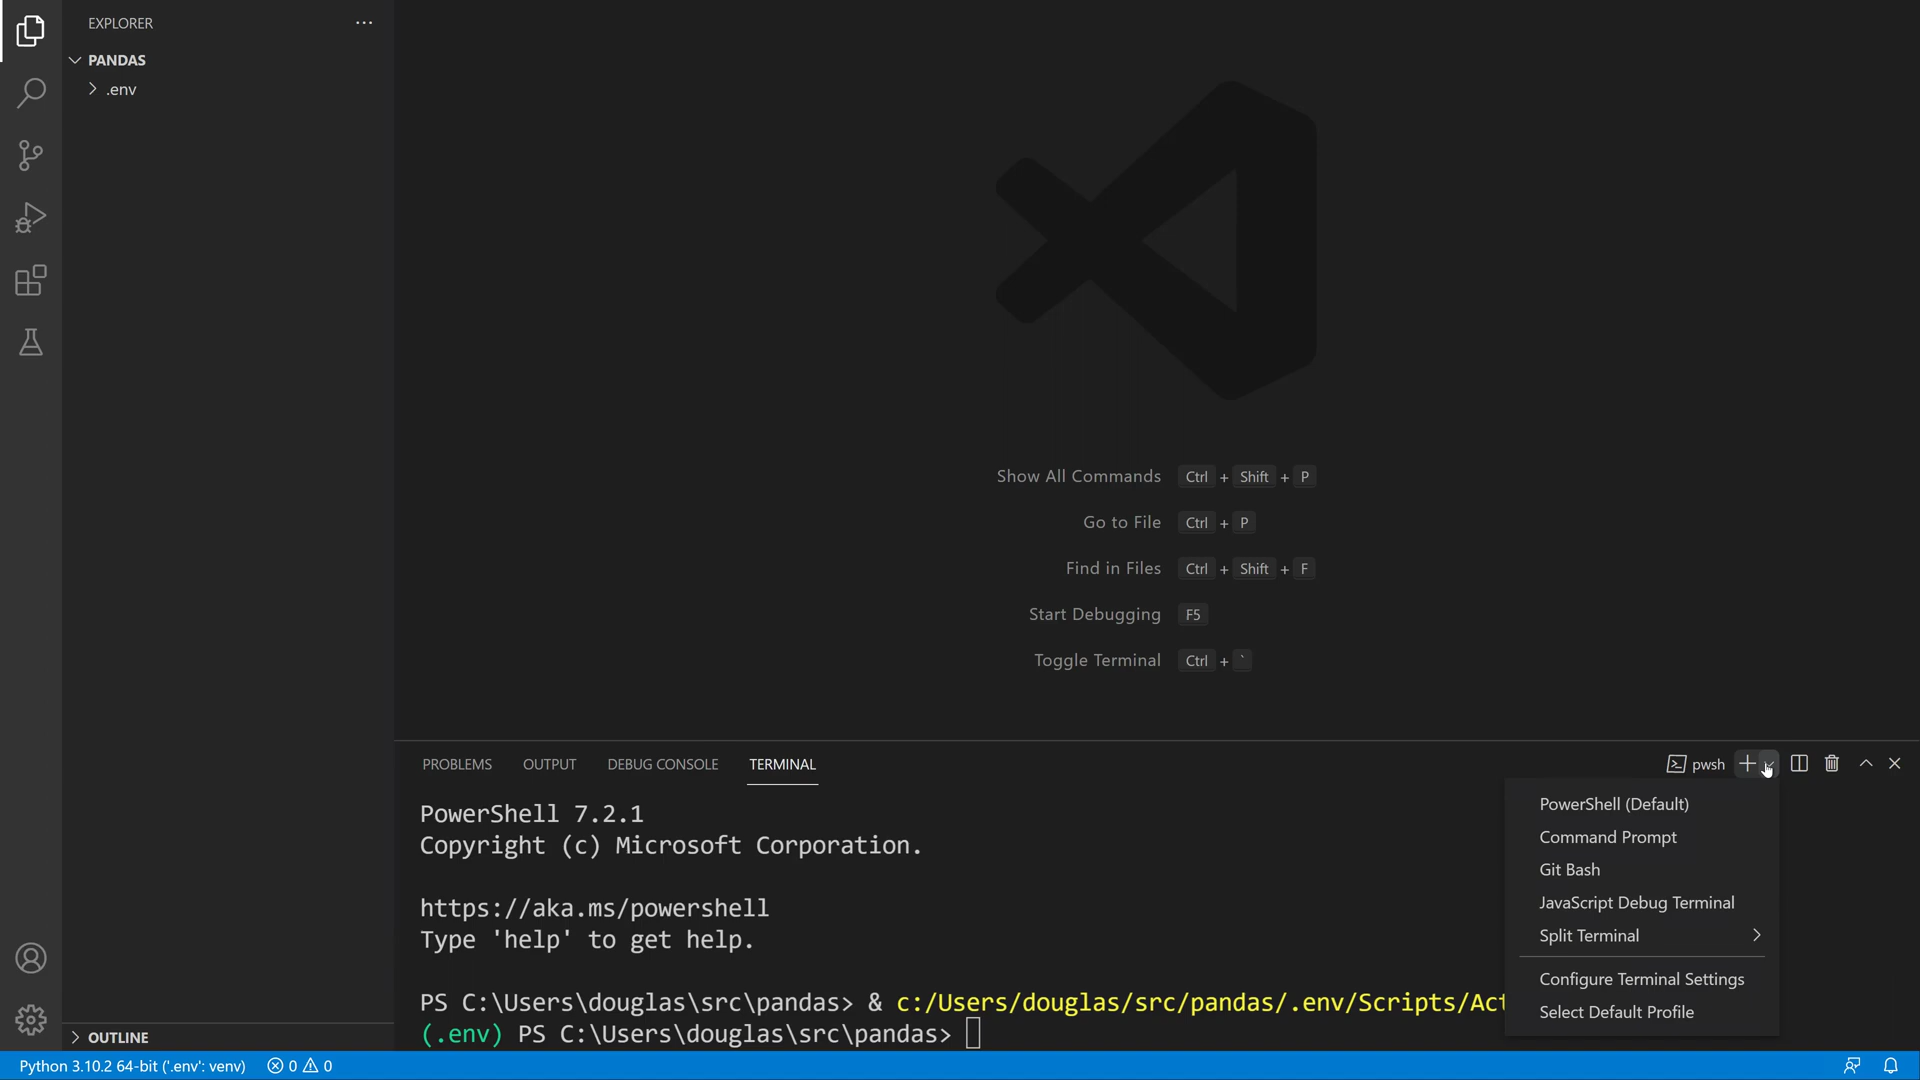 EXPLORER
PANDAS
.env
OUTLINE
Show All Commands Ctrl + Shift + P
Go to File Ctrl + P
Find in Files Ctrl + Shift + F
Start Debugging F5
Toggle Terminal Ctrl + `
PROBLEMS OUTPUT DEBUG CONSOLE TERMINAL
pwsh
PowerShell 7.2.1
Copyright (c) Microsoft Corporation.
https://aka.ms/powershell
Type 'help' to get help.
PS C:\Users\douglas\src\pandas> & c:/Users/douglas/src/pandas/.env/Scripts/Act
(.env) PS C:\Users\douglas\src\pandas>
PowerShell (Default)
Command Prompt
Git Bash
JavaScript Debug Terminal
Split Terminal
Configure Terminal Settings
Select Default Profile
Python 3.10.2 64-bit ('.env': venv) 0 0